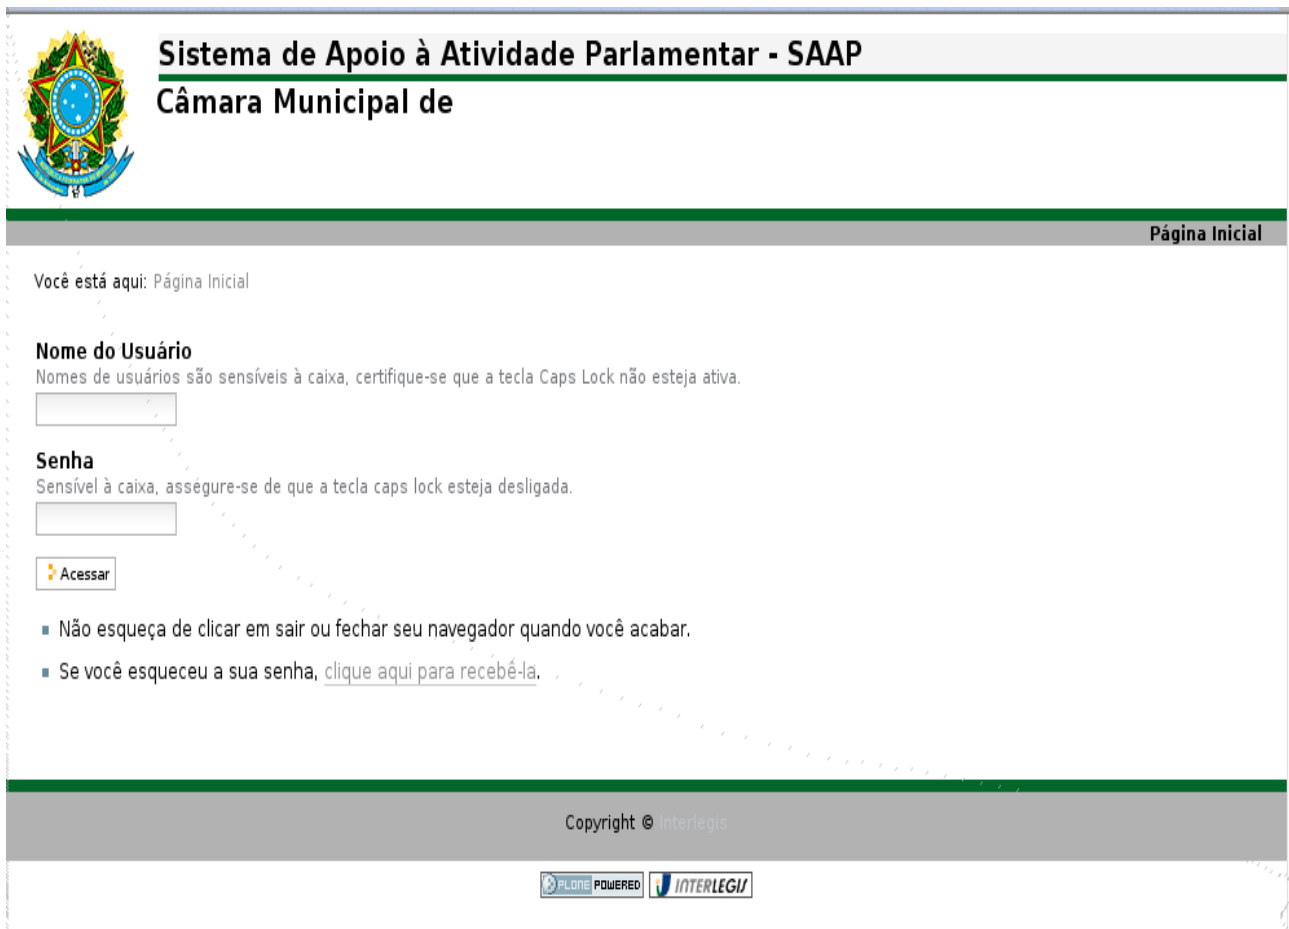 Sistema de Apoio à Atividade Parlamentar - SAAP
Câmara Municipal de
Página Inicial
Você está aqui: Página Inicial
Nome do Usuário
Nomes de usuários são sensíveis à caixa, certifique-se que a tecla Caps Lock não esteja ativa.
Senha
Sensível à caixa, assegure-se de que a tecla caps lock esteja desligada.
Acessar
Não esqueça de clicar em sair ou fechar seu navegador quando você acabar.
Se você esqueceu a sua senha, clique aqui para recebê-la.
Copyright © Interlegis
PLONE POWERED
INTERLEGIS